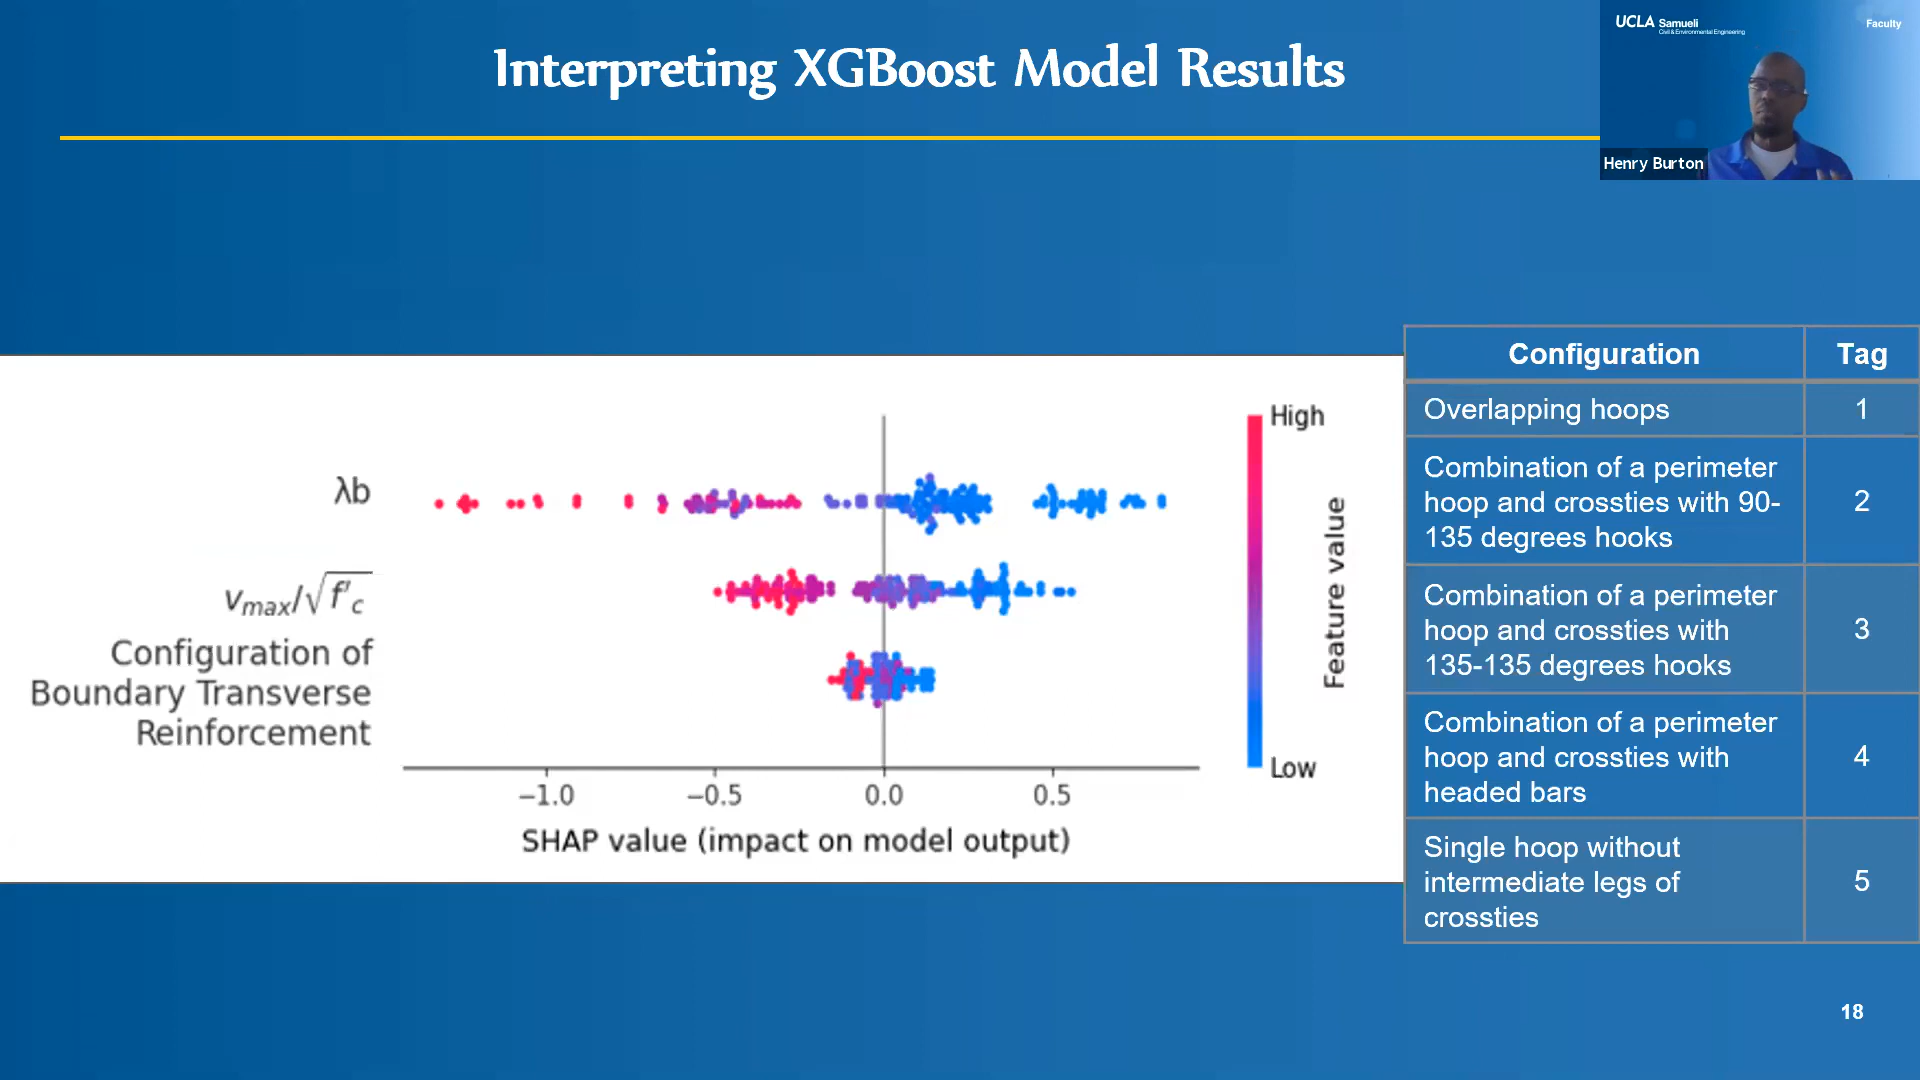 Interpreting XGBoost Model Results
UCLA Samueli
Civil & Environmental Engineering
Faculty
Henry Burton
λb
vmax/√f'c
Configuration of
Boundary Transverse
Reinforcement
−1.0
−0.5
0.0
0.5
SHAP value (impact on model output)
High
Low
Feature value
Configuration Tag
Overlapping hoops 1
Combination of a perimeter
hoop and crossties with 90-
135 degrees hooks
2
Combination of a perimeter
hoop and crossties with
135-135 degrees hooks
3
Combination of a perimeter
hoop and crossties with
headed bars
4
Single hoop without
intermediate legs of
crossties
5
18